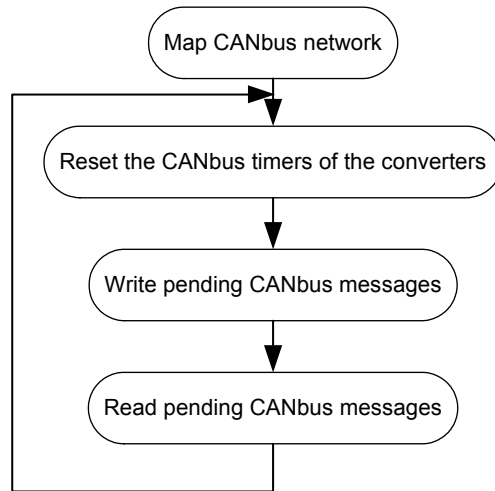 Map CANbus network
Reset the CANbus timers of the converters
Write pending CANbus messages
Read pending CANbus messages